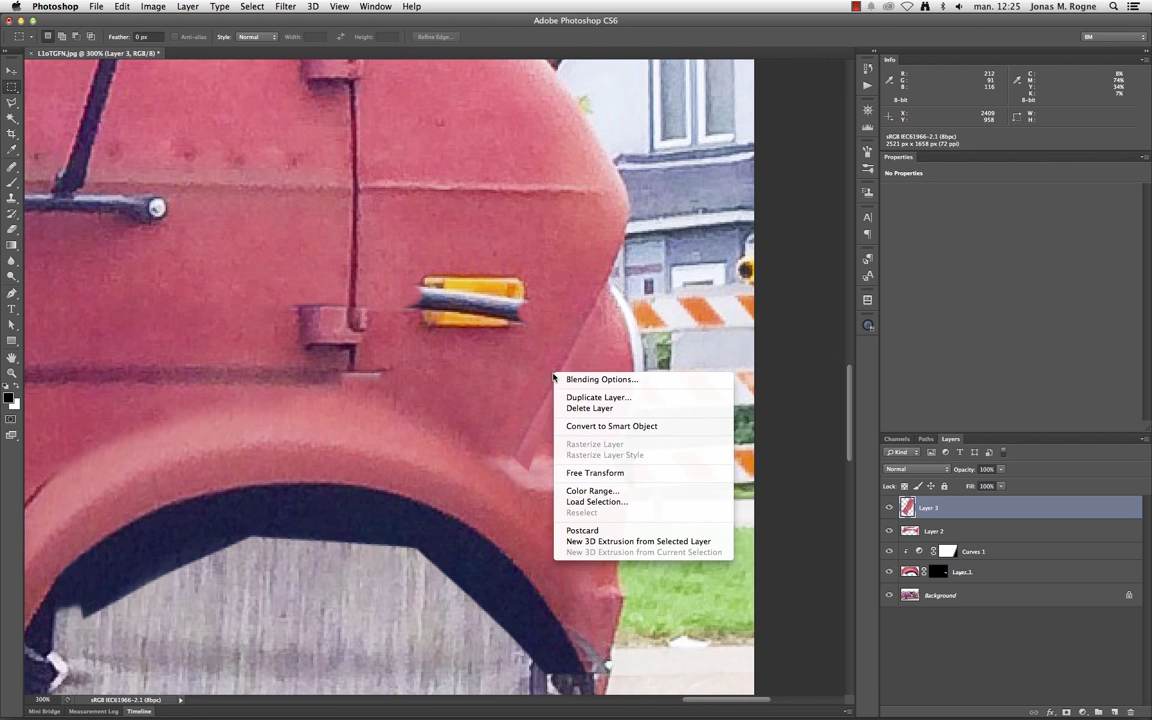 Photoshop File Edit Image Layer Type Select Filter 3D View Window Help man. 12:25 Jonas M. Rogne
Adobe Photoshop CS6
Feather: 0 px Anti-alias Style: Normal Width: Height: Refine Edge... BM
× L1oTGFN.jpg @ 300% (Layer 3, RGB/8) *
Info
R: 212 C: 8%
G: 91 M: 74%
B: 116 Y: 34%
K: 7%
8-bit 8-bit
X: 2409 W:
Y: 958 H:
sRGB IEC61966-2.1 (8bpc)
2521 px x 1658 px (72 ppi)
Properties
No Properties
Blending Options...
Duplicate Layer...
Delete Layer
Convert to Smart Object
Rasterize Layer
Rasterize Layer Style
Free Transform
Color Range...
Load Selection...
Reselect
Postcard
New 3D Extrusion from Selected Layer
New 3D Extrusion from Current Selection
Channels Paths Layers
Kind
Normal Opacity: 100%
Lock: Fill: 100%
Layer 3
Layer 2
Curves 1
Layer 1
Background
300% sRGB IEC61966-2.1 (8bpc)
Mini Bridge Measurement Log Timeline